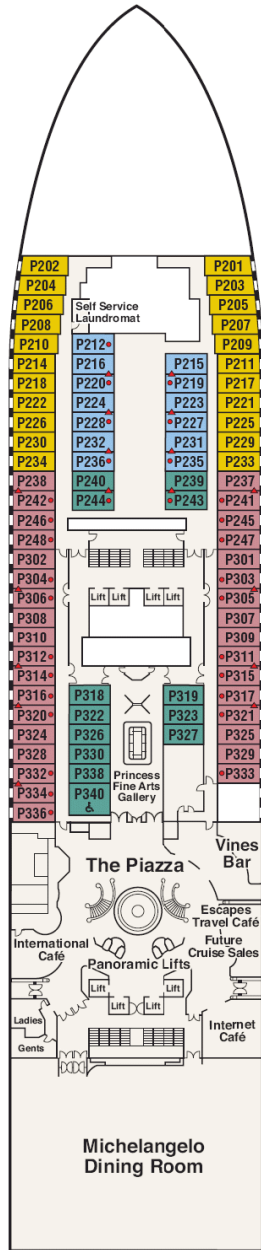 P202
P201
P204
P203
P206
P205
Self Service
Laundromat
P208
P207
P210
P212
P209
P214
P216
P215
P211
P218
P220
P219
P217
P222
P224
P223
P221
P226
P228
P227
P225
P230
P232
P231
P229
P234
P236
P235
P233
P238
P240
P239
P237
P242
P244
P243
P241
P246
P245
P248
P247
P302
P301
P304
P303
P306
Lift
Lift
Lift
Lift
P305
P308
P307
P310
P309
P312
P311
P314
P315
P316
P318
P319
P317
P320
P322
P323
P321
P324
P326
P327
P325
P328
P330
P329
P332
P338
P333
P334
P340
P336
Princess
Fine Arts
Gallery
The Piazza
Vines
Bar
Escapes
Travel Café
International
Café
Future
Cruise Sales
Panoramic Lifts
Lift
Lift
Lift
Lift
Ladies
Gents
Internet
Café
Michelangelo
Dining Room